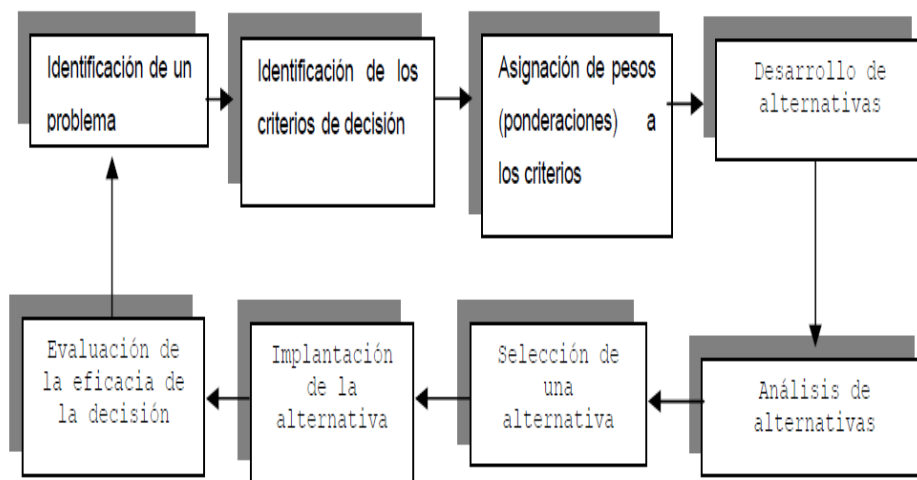 Identificación de un
problema
Identificación de los
criterios de decisión
Asignación de pesos
(ponderaciones) a
los criterios
Desarrollo de
alternativas
Análisis de
alternativas
Selección de
una
alternativa
Implantación
de la
alternativa
Evaluación de
la eficacia de
la decisión